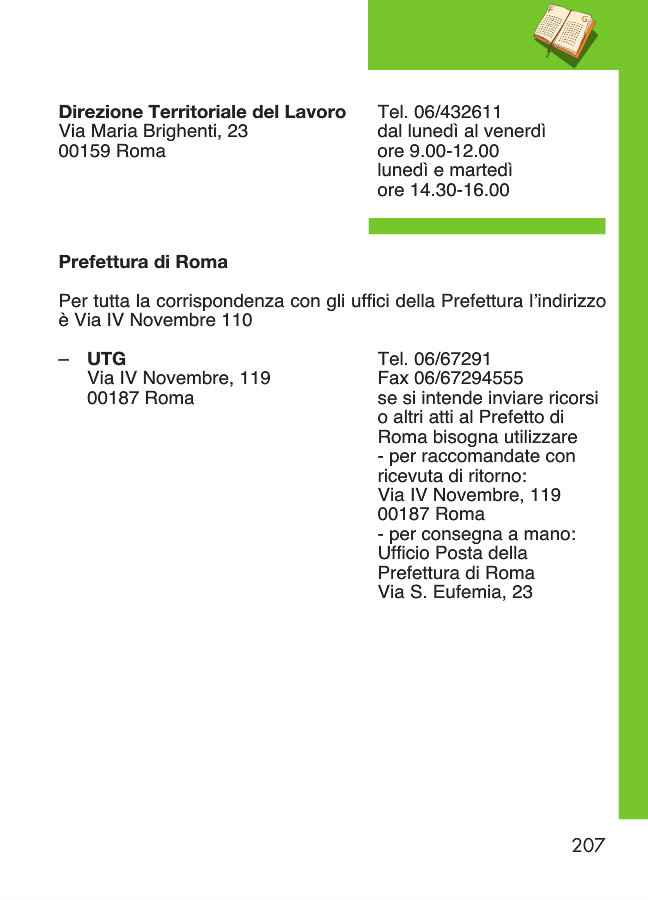 Direzione Territoriale del Lavoro
Via Maria Brighenti, 23
00159 Roma
Tel. 06/432611
dal lunedì al venerdì
ore 9.00-12.00
lunedì e martedì
ore 14.30-16.00
Prefettura di Roma
Per tutta la corrispondenza con gli uffici della Prefettura l'indirizzo
è Via IV Novembre 110
– UTG
Via IV Novembre, 119
00187 Roma
Tel. 06/67291
Fax 06/67294555
se si intende inviare ricorsi
o altri atti al Prefetto di
Roma bisogna utilizzare
- per raccomandate con
ricevuta di ritorno:
Via IV Novembre, 119
00187 Roma
- per consegna a mano:
Ufficio Posta della
Prefettura di Roma
Via S. Eufemia, 23
207